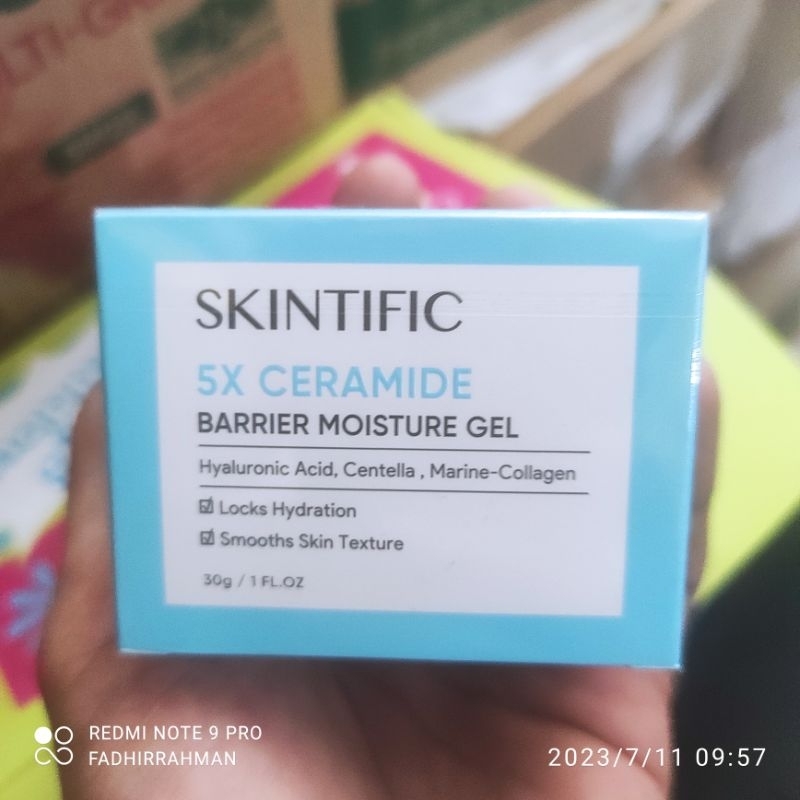 SKINTIFIC
5X CERAMIDE
BARRIER MOISTURE GEL
Hyaluronic Acid, Centella , Marine-Collagen
☑ Locks Hydration
☑ Smooths Skin Texture
30g / 1 FL.OZ
REDMI NOTE 9 PRO
FADHIRRAHMAN
2023/7/11 09:57